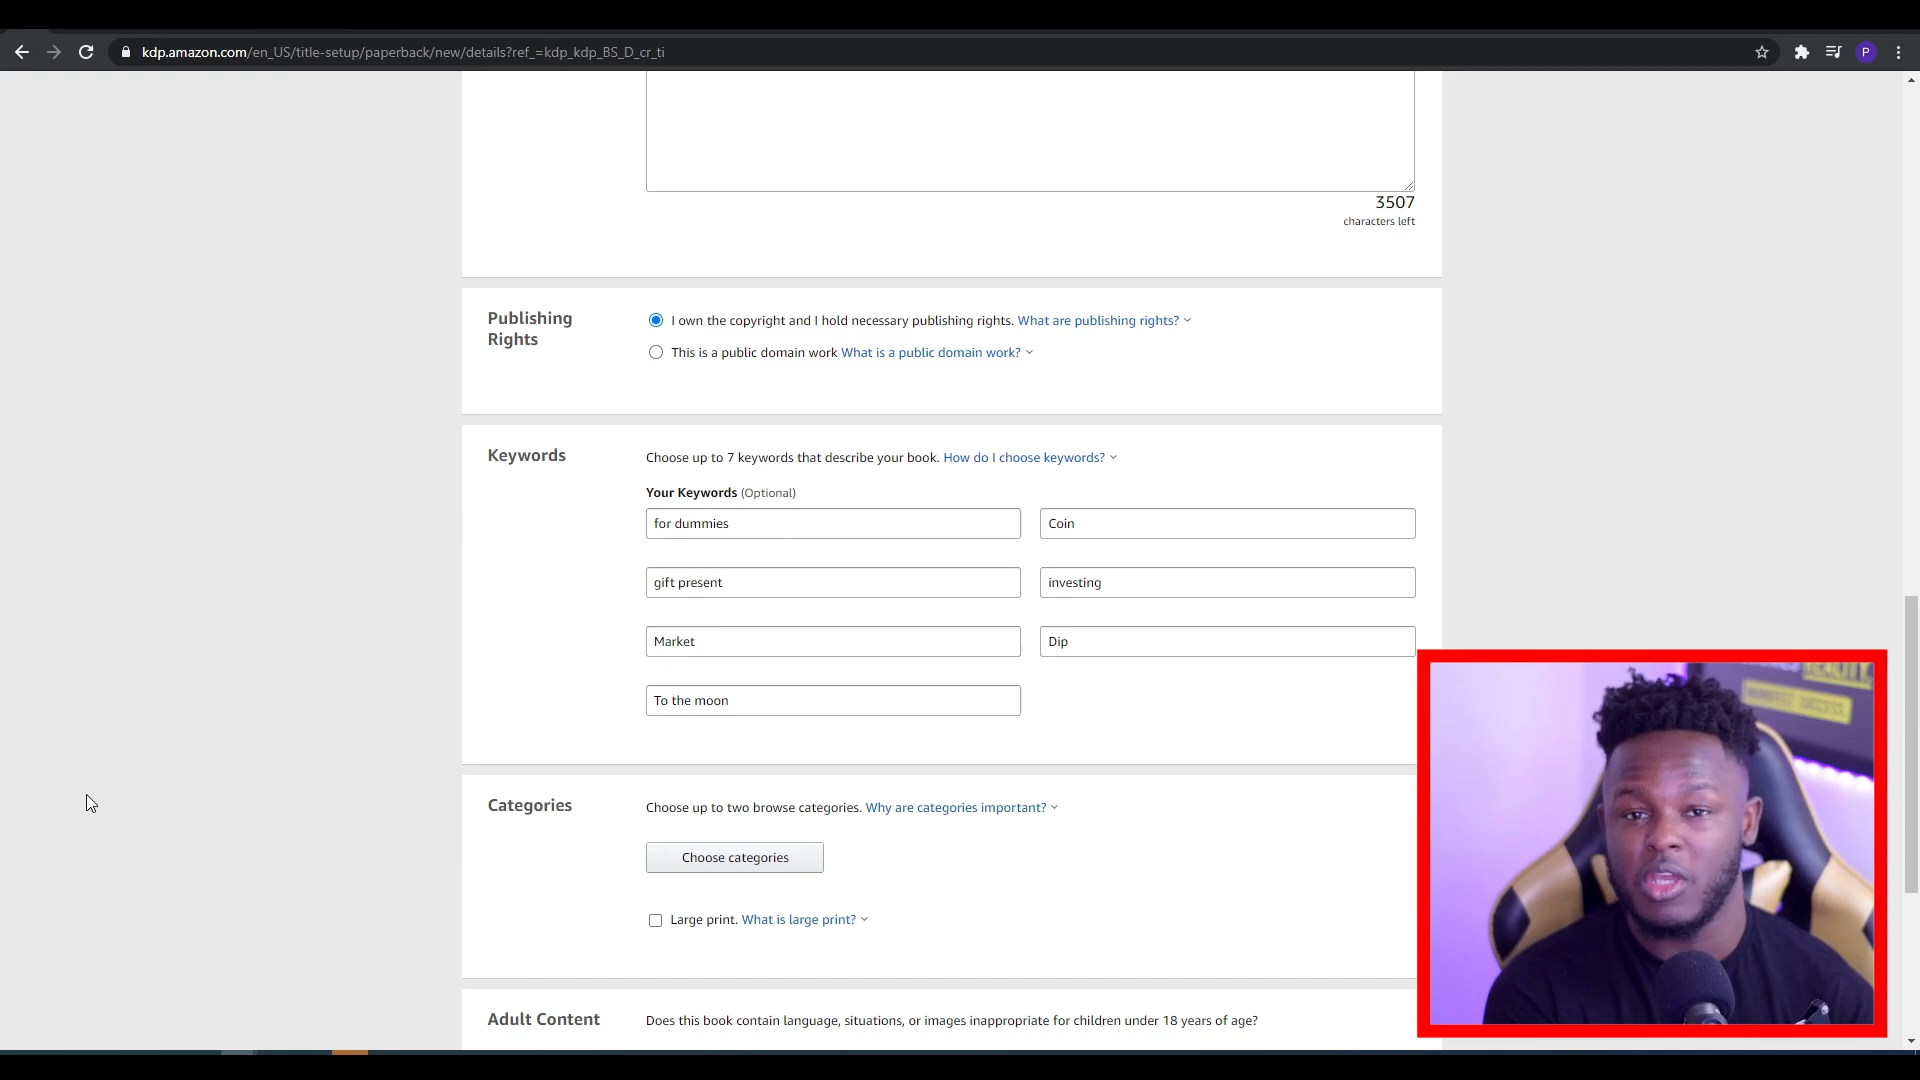 kdp.amazon.com/en_US/title-setup/paperback/new/details?ref_=kdp_kdp_BS_D_cr_ti
P
3507
characters left
Publishing Rights
I own the copyright and I hold necessary publishing rights. What are publishing rights?
This is a public domain work What is a public domain work?
Keywords
Choose up to 7 keywords that describe your book. How do I choose keywords?
Your Keywords (Optional)
for dummies
Coin
gift present
investing
Market
Dip
To the moon
Categories
Choose up to two browse categories. Why are categories important?
Choose categories
Large print. What is large print?
Adult Content
Does this book contain language, situations, or images inappropriate for children under 18 years of age?